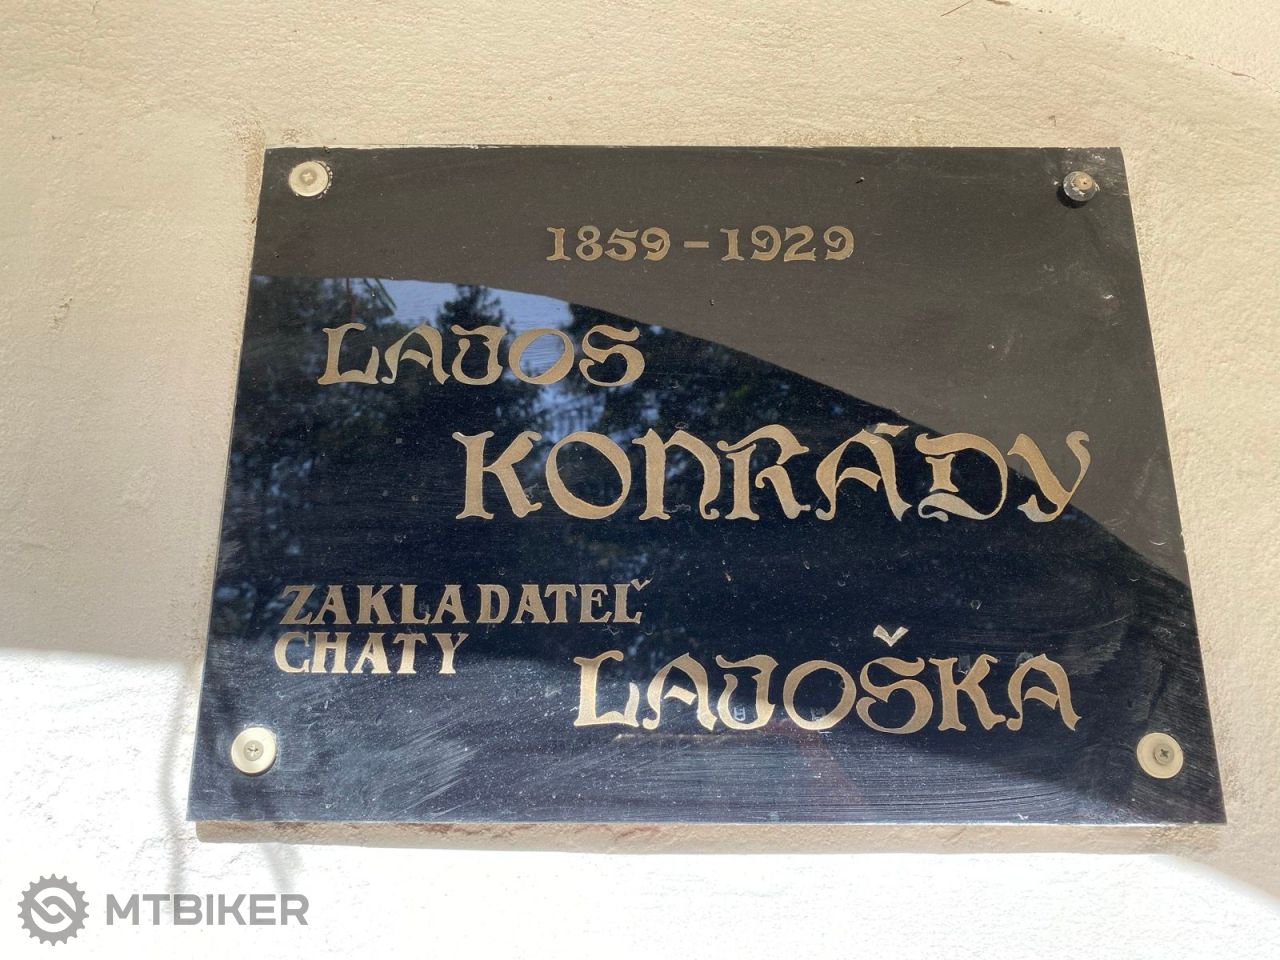 1859-1929
LAJOS
KONRÁDY
ZAKLADATEĽ
CHATY
LAJOŠKA
MTBIKER